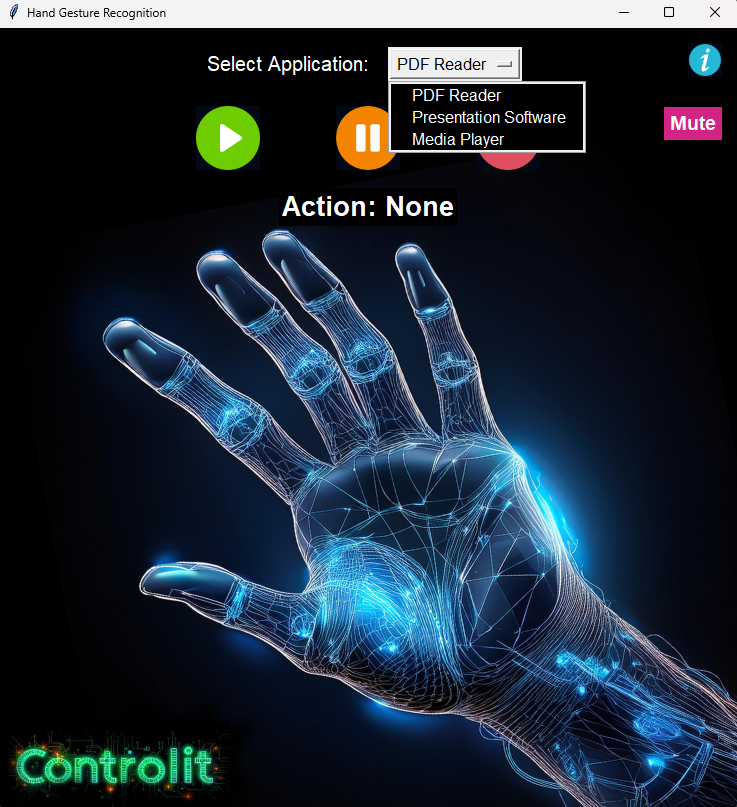 Hand Gesture Recognition
Select Application:
PDF Reader
PDF Reader
Presentation Software
Media Player
Mute
Action: None
Controlit